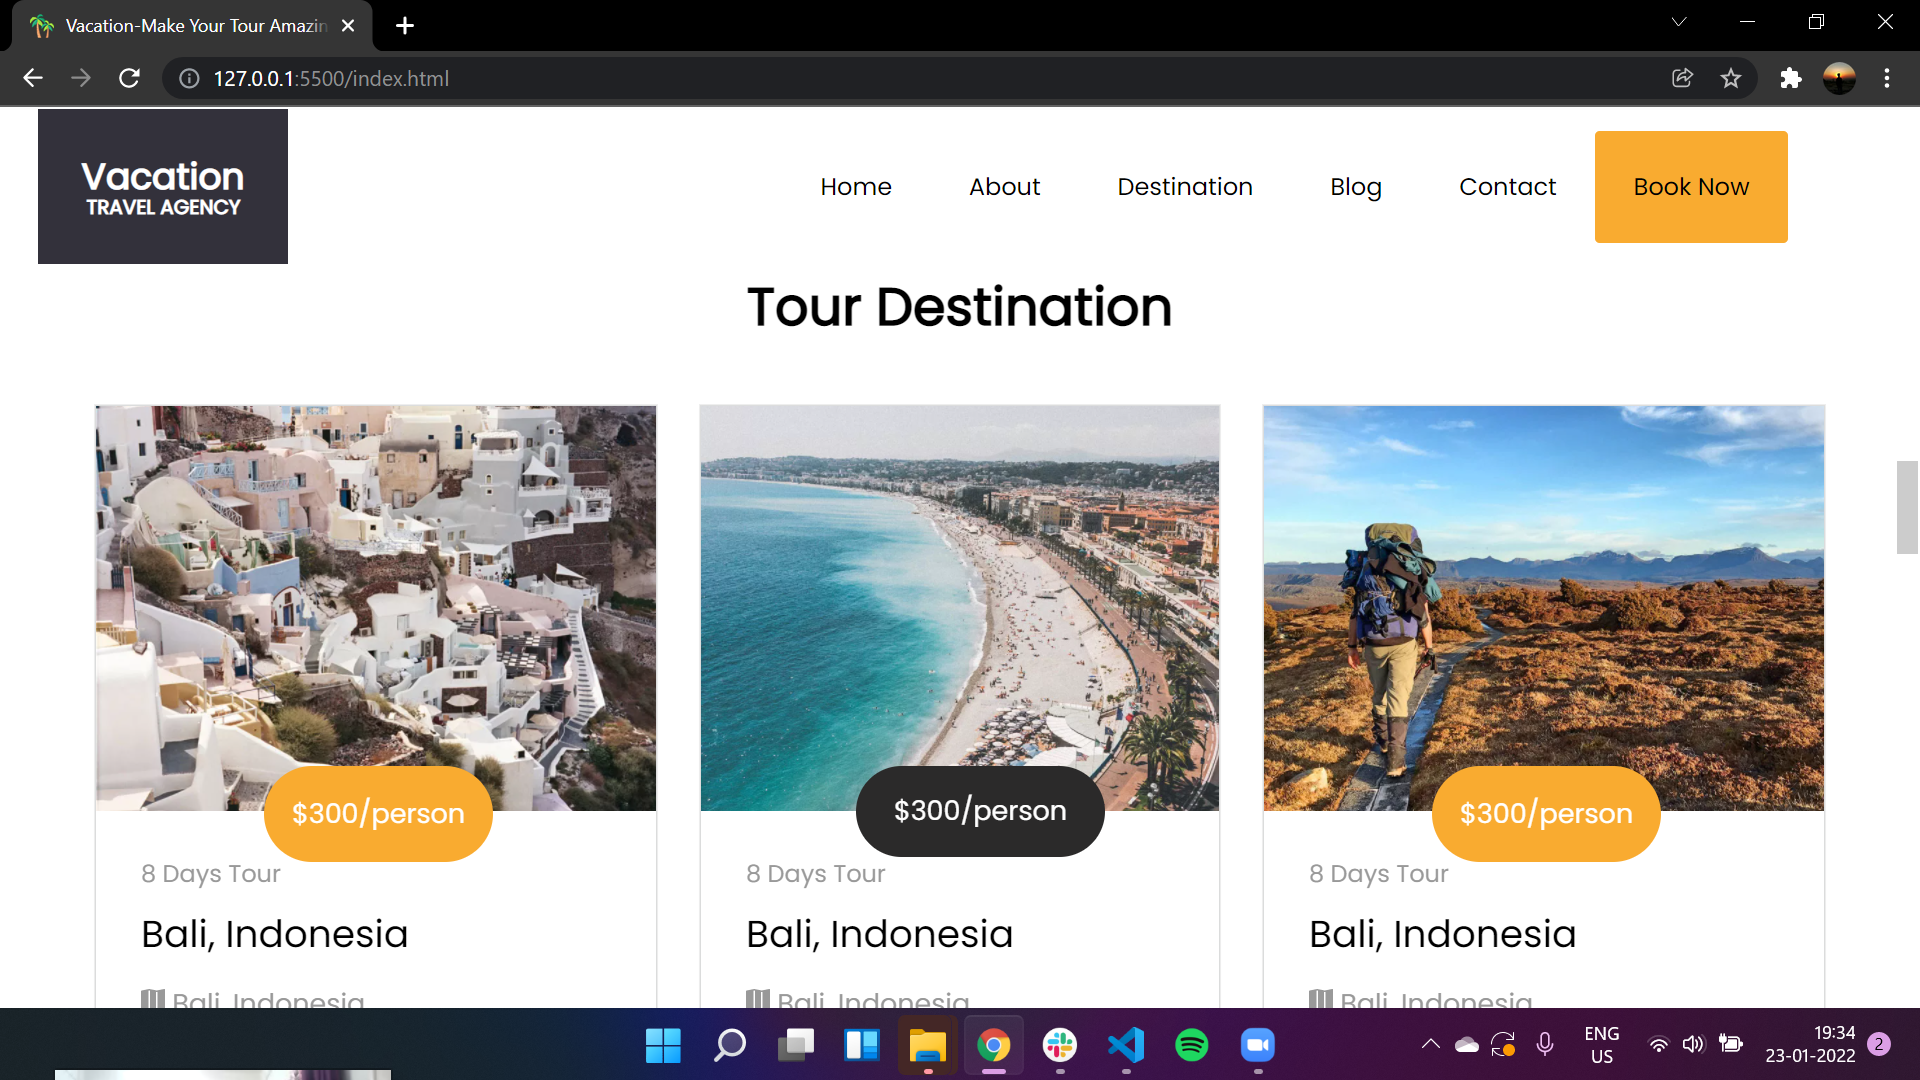 Vacation-Make Your Tour Amazin
127.0.0.1:5500/index.html
Vacation
TRAVEL AGENCY
Home
About
Destination
Blog
Contact
Book Now
Tour Destination
$300/person
$300/person
$300/person
8 Days Tour
8 Days Tour
8 Days Tour
Bali, Indonesia
Bali, Indonesia
Bali, Indonesia
Bali, Indonesia
Bali, Indonesia
Bali, Indonesia
ENG
US
19:34
23-01-2022
2